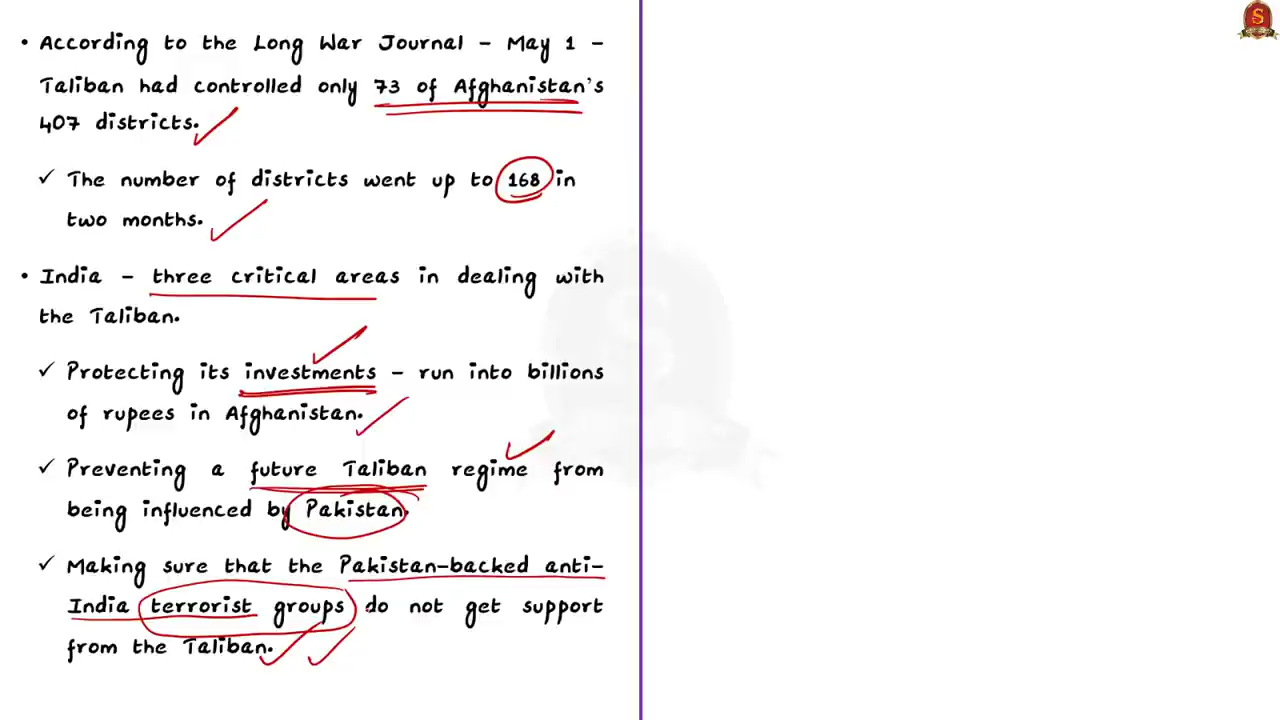 • According to the Long War Journal – May 1 –
Taliban had controlled only 73 of Afghanistan's
407 districts.
✓ The number of districts went up to 168 in
two months.
• India – three critical areas in dealing with
the Taliban.
✓ Protecting its investments – run into billions
of rupees in Afghanistan.
✓ Preventing a future Taliban regime from
being influenced by Pakistan.
✓ Making sure that the Pakistan-backed anti-
India terrorist groups do not get support
from the Taliban.
S